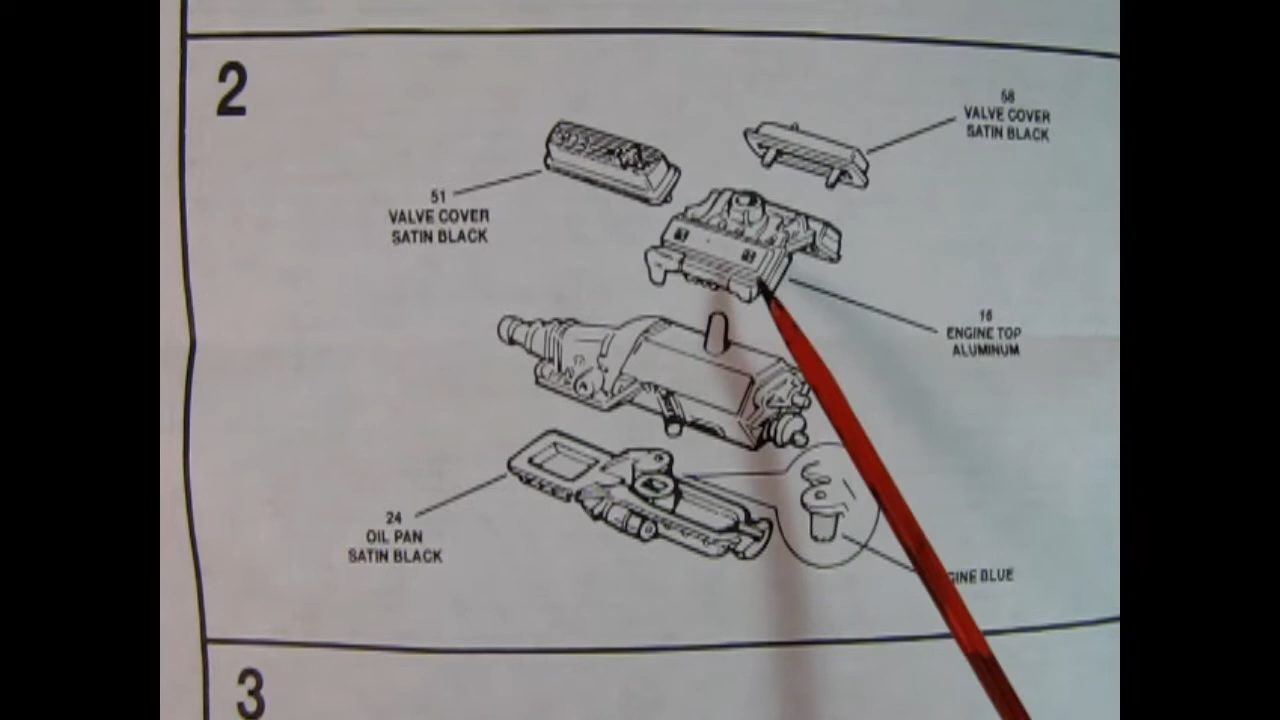 2
58
VALVE COVER
SATIN BLACK
51
VALVE COVER
SATIN BLACK
16
ENGINE TOP
ALUMINUM
24
OIL PAN
SATIN BLACK
BLUE
3